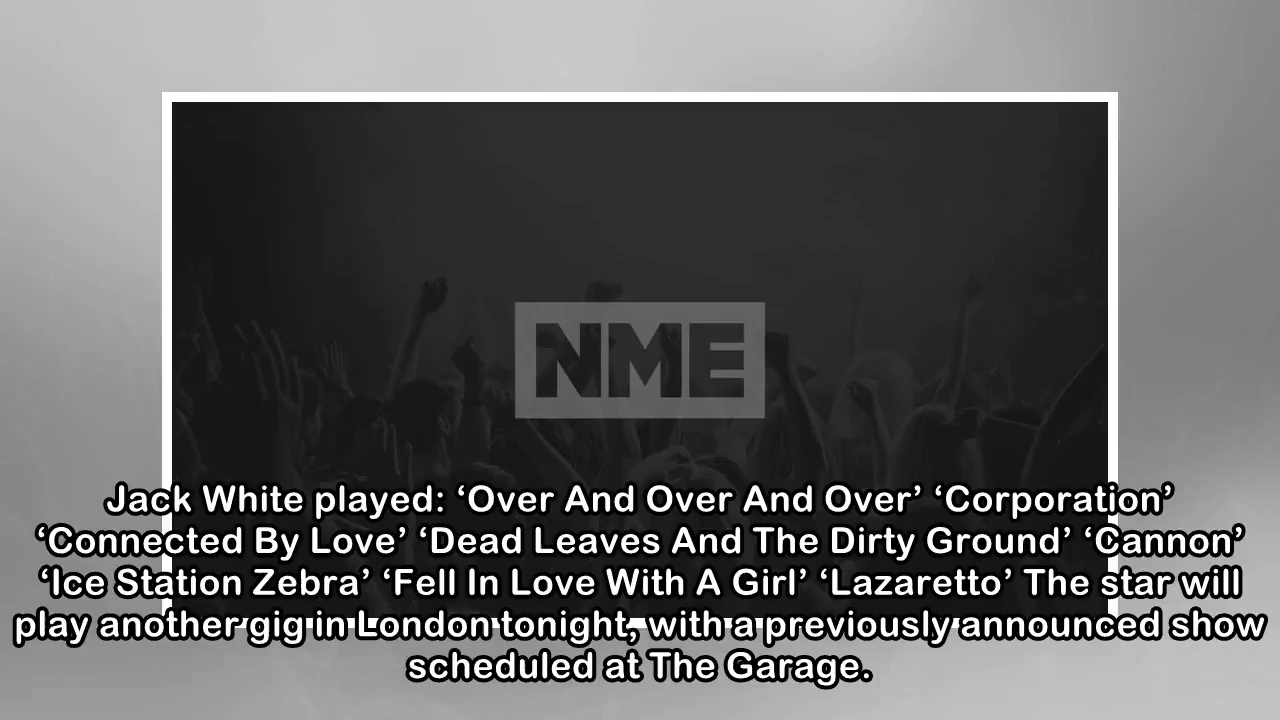 NME
Jack White played: ‘Over And Over And Over’ ‘Corporation’
‘Connected By Love’ ‘Dead Leaves And The Dirty Ground’ ‘Cannon’
‘Ice Station Zebra’ ‘Fell In Love With A Girl’ ‘Lazaretto’ The star will
play another gig in London tonight, with a previously announced show
scheduled at The Garage.